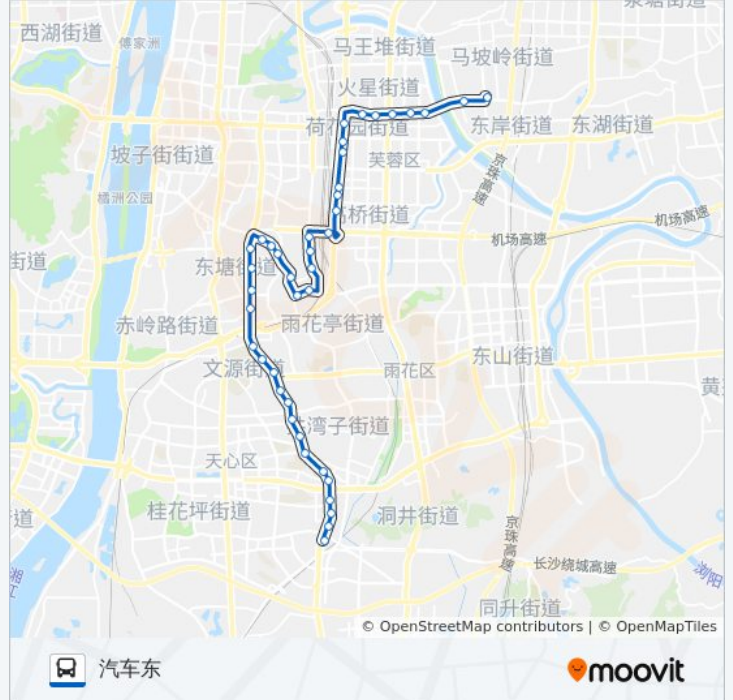 泉塘街道
西湖街道
傅家洲
马王堆街道
马坡岭街道
火星街道
荷花园街道
东岸街道
东湖街道
坡子街街道
芙蓉区
京珠高速
橘洲公园
桥街道
机场高速
机场高速
街道
东塘街道
赤岭路街道
雨花亭街道
文源街道
雨花区
东山街道
黄
湾子街道
天心区
桂花坪街道
洞井街道
道
京珠高速
长沙绕城高速
湘江
浏阳
同升街道
© OpenStreetMap contributors | © OpenMapTiles
汽车东
moovit